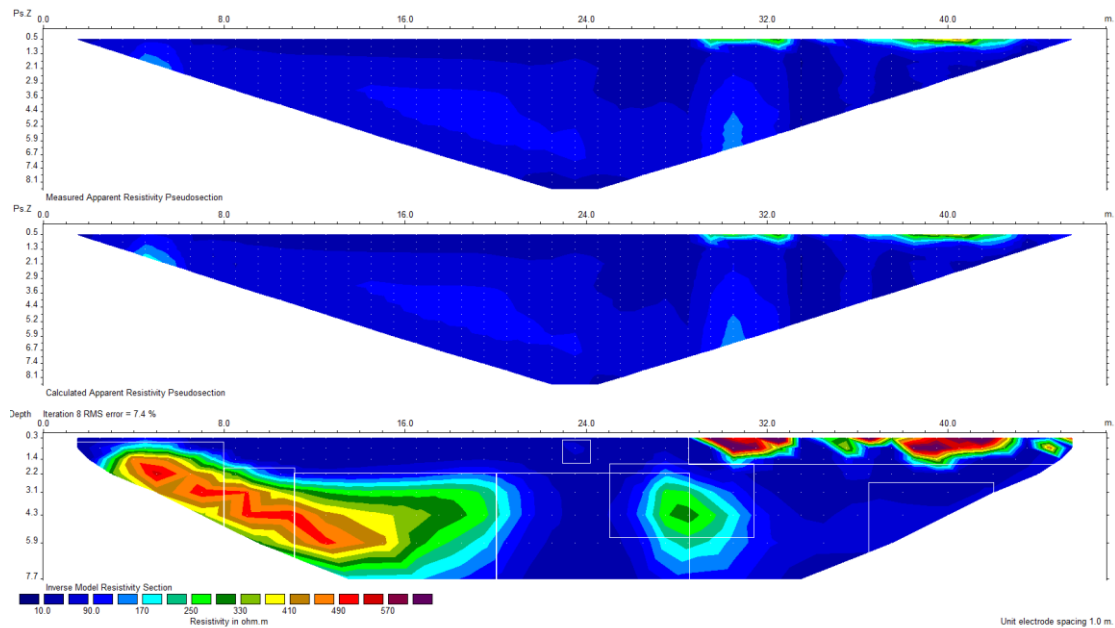 Ps.Z 0.0 8.0 16.0 24.0 32.0 40.0 m.
0.5
1.3
2.1
2.9
3.6
4.4
5.2
5.9
6.7
7.4
8.1
Measured Apparent Resistivity Pseudosection
Ps.Z 0.0 8.0 16.0 24.0 32.0 40.0 m.
0.5
1.3
2.1
2.9
3.6
4.4
5.2
5.9
6.7
7.4
8.1
Calculated Apparent Resistivity Pseudosection
Depth Iteration 8 RMS error = 7.4 %
0.0 8.0 16.0 24.0 32.0 40.0 m.
0.3
1.4
2.2
3.1
4.3
5.9
7.7
Inverse Model Resistivity Section
10.0 90.0 170 250 330 410 490 570
Resistivity in ohm.m
Unit electrode spacing 1.0 m.